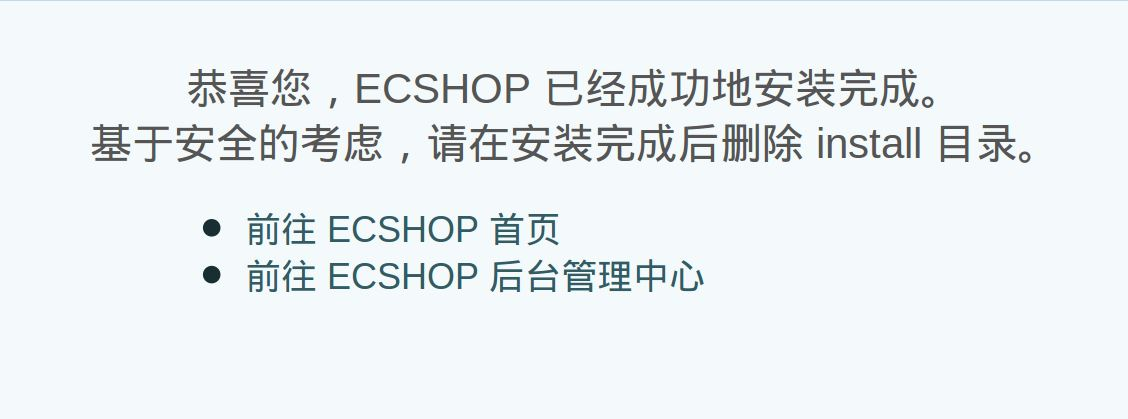 恭喜您，ECSHOP 已经成功地安装完成。
基于安全的考虑，请在安装完成后删除 install 目录。
前往 ECSHOP 首页
前往 ECSHOP 后台管理中心